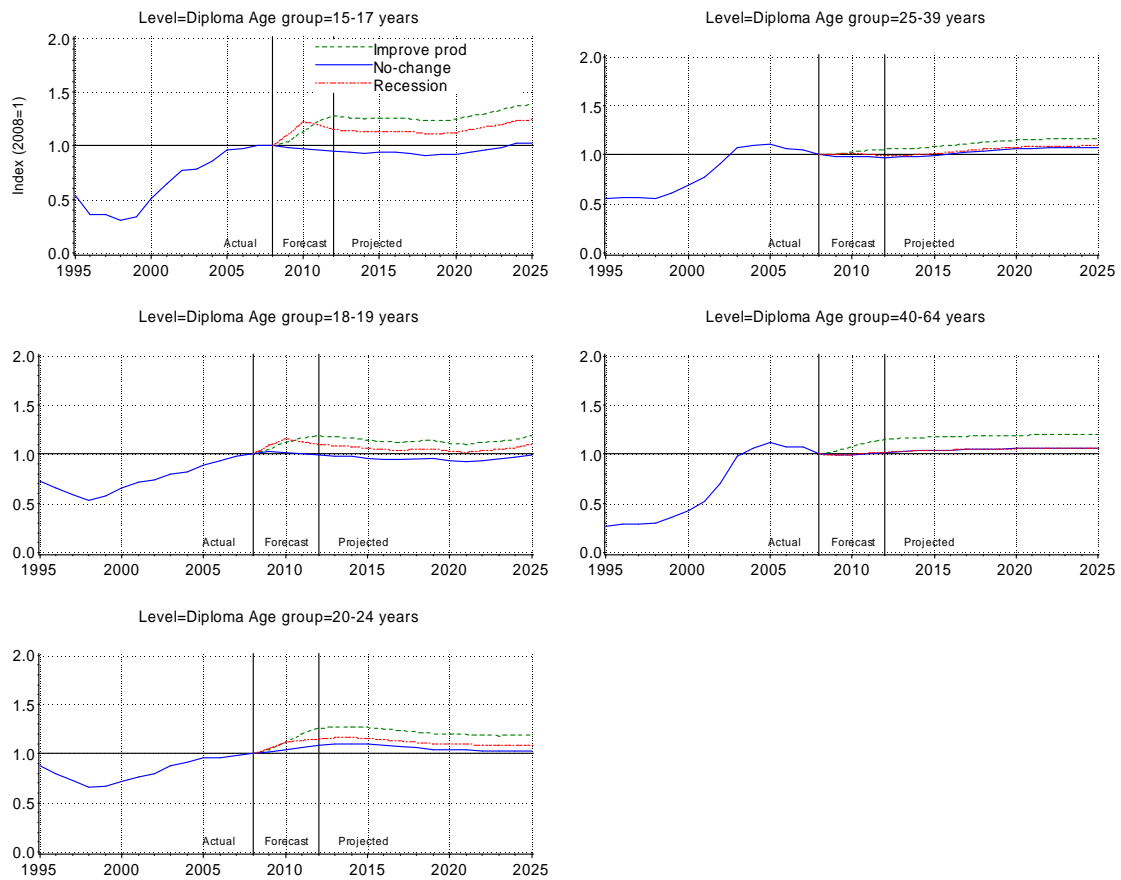 Level=Diploma Age group=15-17 years
2.0
Improve prod
No-change
Recession
1.5
Index (2008=1)
1.0
0.5
Actual Forecast Projected
0.0
1995 2000 2005 2010 2015 2020 2025
Level=Diploma Age group=25-39 years
2.0
1.5
1.0
0.5
Actual Forecast Projected
0.0
1995 2000 2005 2010 2015 2020 2025
Level=Diploma Age group=18-19 years
2.0
1.5
1.0
0.5
Actual Forecast Projected
0.0
1995 2000 2005 2010 2015 2020 2025
Level=Diploma Age group=40-64 years
2.0
1.5
1.0
0.5
Actual Forecast Projected
0.0
1995 2000 2005 2010 2015 2020 2025
Level=Diploma Age group=20-24 years
2.0
1.5
1.0
0.5
Actual Forecast Projected
0.0
1995 2000 2005 2010 2015 2020 2025